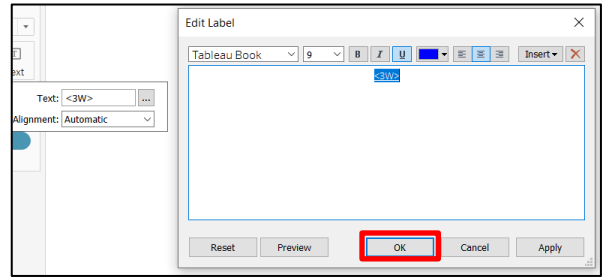 Edit Label
Tableau Book 9 B I U Insert
<3W>
T
ext
Text: <3W> ...
Alignment: Automatic
Reset Preview OK Cancel Apply